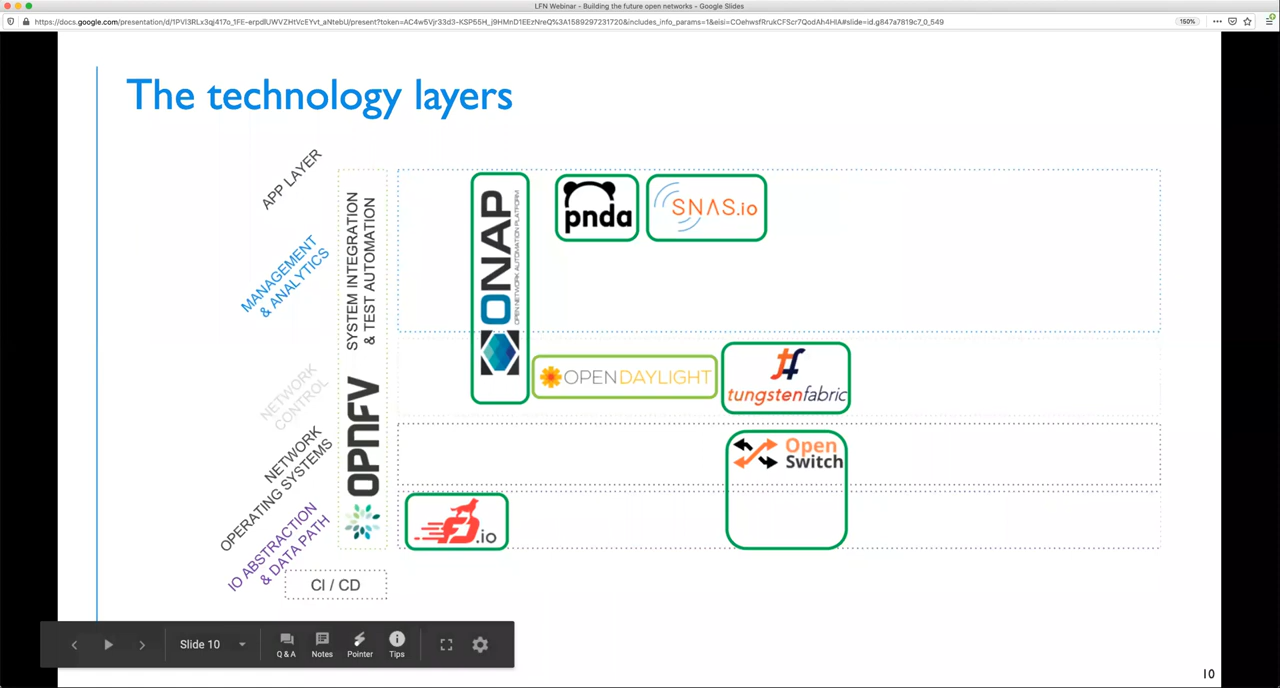 LFN Webinar - Building the future open networks - Google Slides
150%
The technology layers
APP LAYER
MANAGEMENT
& ANALYTICS
NETWORK
CONTROL
NETWORK
OPERATING SYSTEMS
IO ABSTRACTION
& DATA PATH
SYSTEM INTEGRATION
& TEST AUTOMATION
OPNFV
CI / CD
ONAP
OPEN NETWORK AUTOMATION PLATFORM
pnda
SNAS.io
OPENDAYLIGHT
tungstenfabric
Open
Switch
.io
Slide 10
Q & A
Notes
Pointer
Tips
10